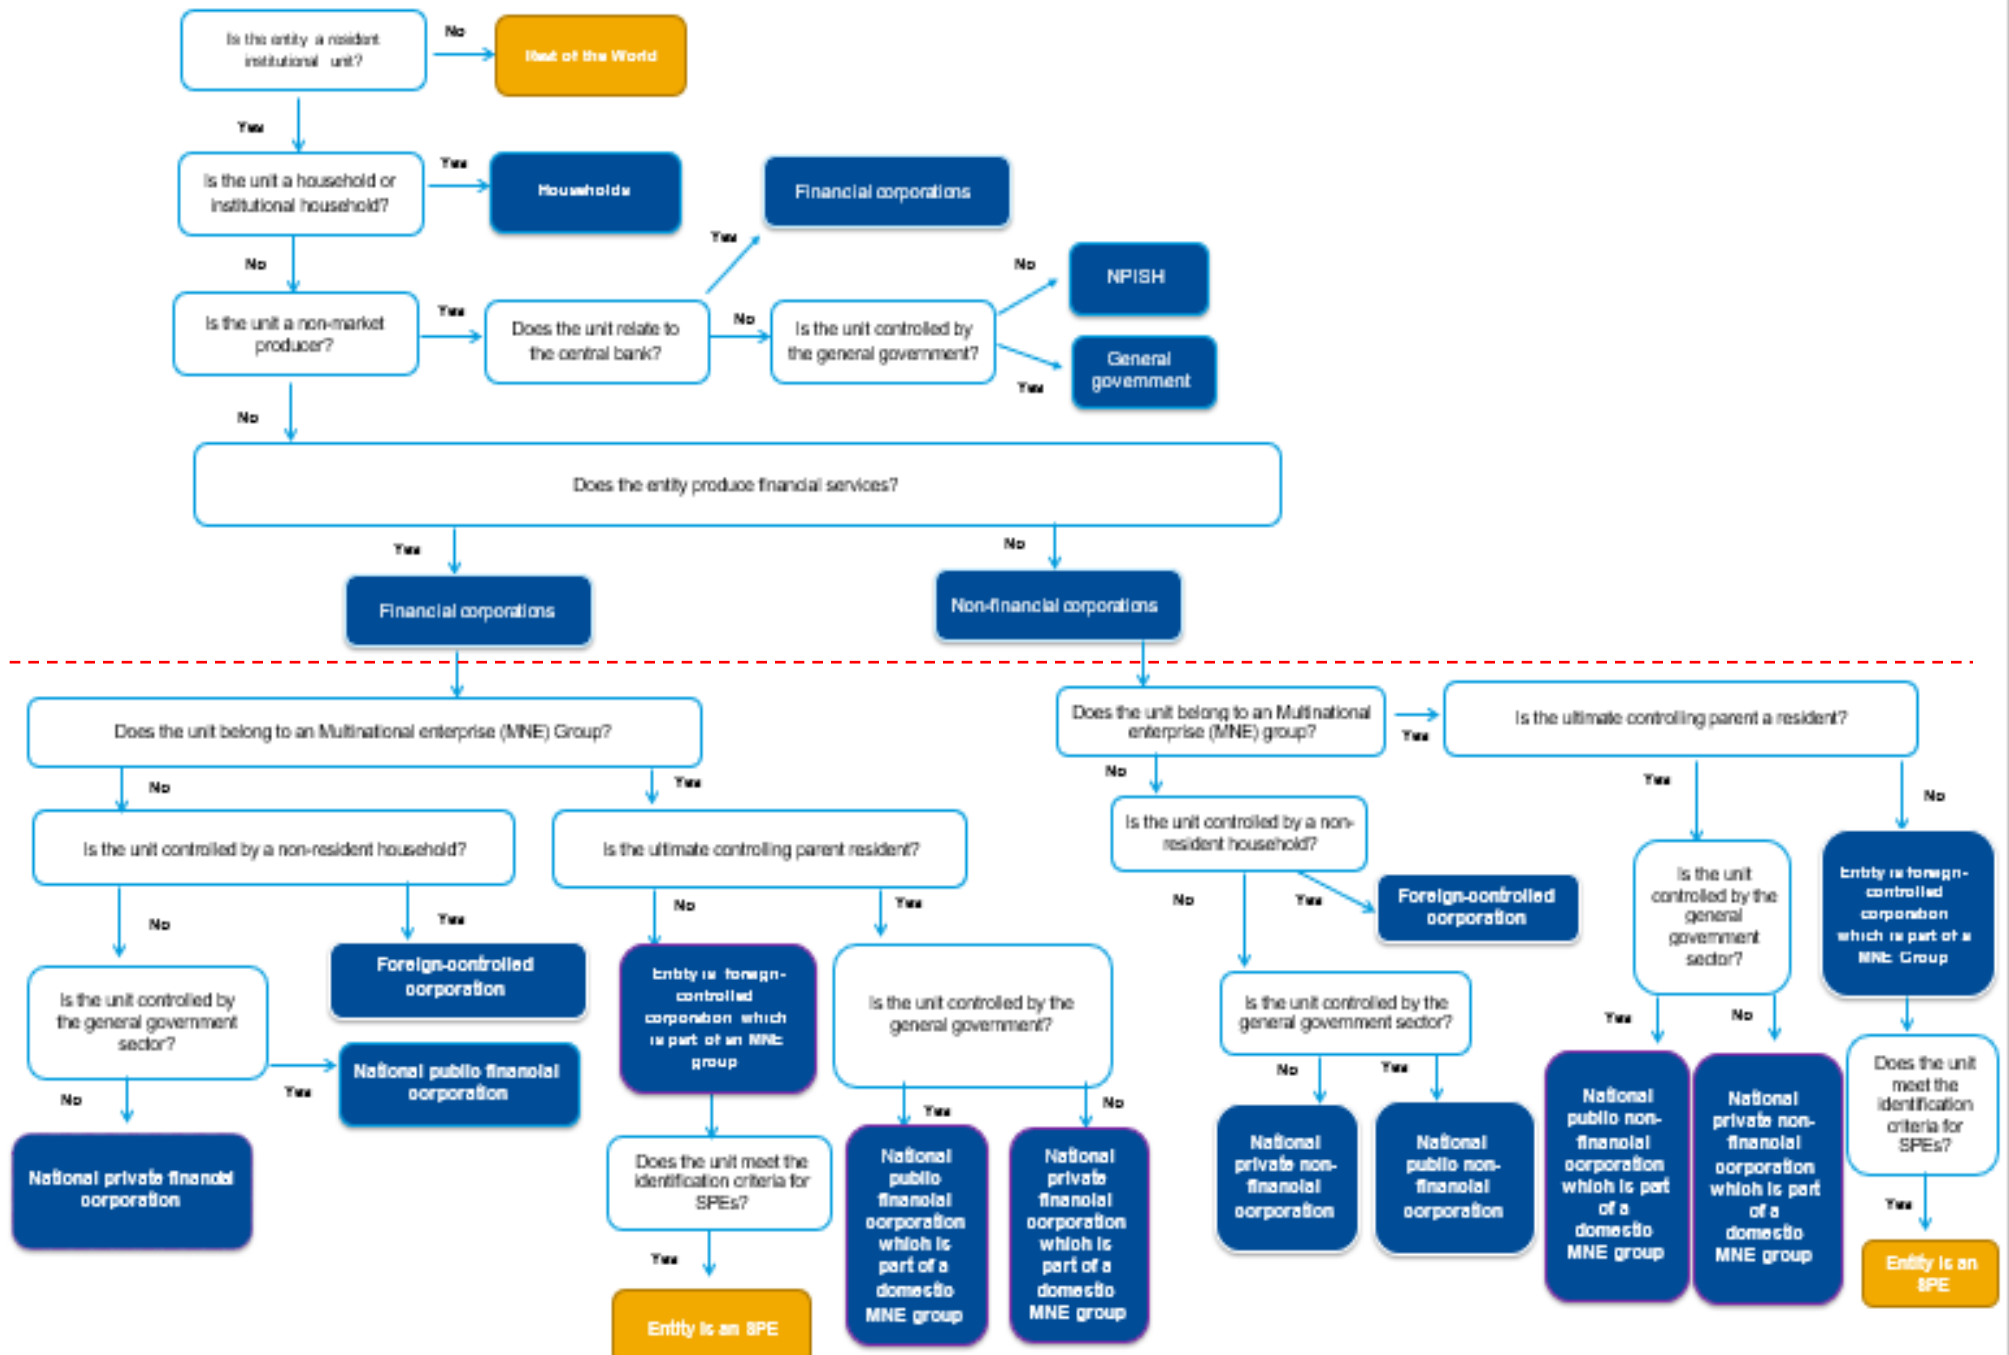 Is the entity a resident
institutional unit?
No
Rest of the World
Yes
Is the unit a household or
institutional household?
Yes
Households
Financial corporations
Yes
No
No
NPISH
Is the unit a non-market
producer?
Yes
Does the unit relate to
the central bank?
No
Is the unit controlled by
the general government?
General
government
Yes
No
Does the entity produce financial services?
Yes
No
Financial corporations
Non-financial corporations
Does the unit belong to an Multinational enterprise (MNE) Group?
Does the unit belong to an Multinational
enterprise (MNE) group?
Yes
Is the ultimate controlling parent a resident?
No
Yes
No
Yes
No
Is the unit controlled by a non-resident household?
Is the ultimate controlling parent resident?
Is the unit controlled by a non-
resident household?
No
Yes
No
Yes
No
Yes
Foreign-controlled
corporation
Is the unit
controlled by the
general
government
sector?
Entity is foreign-
controlled
corporation
which is part of a
MNE Group
Foreign-controlled
corporation
Is the unit controlled by
the general government
sector?
Entity is foreign-
controlled
corporation which
is part of an MNE
group
Is the unit controlled by the
general government?
Is the unit controlled by the
general government sector?
Yes
No
Yes
National public financial
corporation
No
Yes
No
No
Yes
Does the unit
meet the
identification
criteria for
SPEs?
National private financial
corporation
Does the unit meet the
identification criteria for
SPEs?
National
public
financial
corporation
which is
part of a
domestic
MNE group
National
private
financial
corporation
which is
part of a
domestic
MNE group
National
private non-
financial
corporation
National
public non-
financial
corporation
National
public non-
financial
corporation
which is part
of a
domestic
MNE group
National
private non-
financial
corporation
which is part
of a
domestic
MNE group
Yes
Yes
Entity is an SPE
Entity is an
SPE